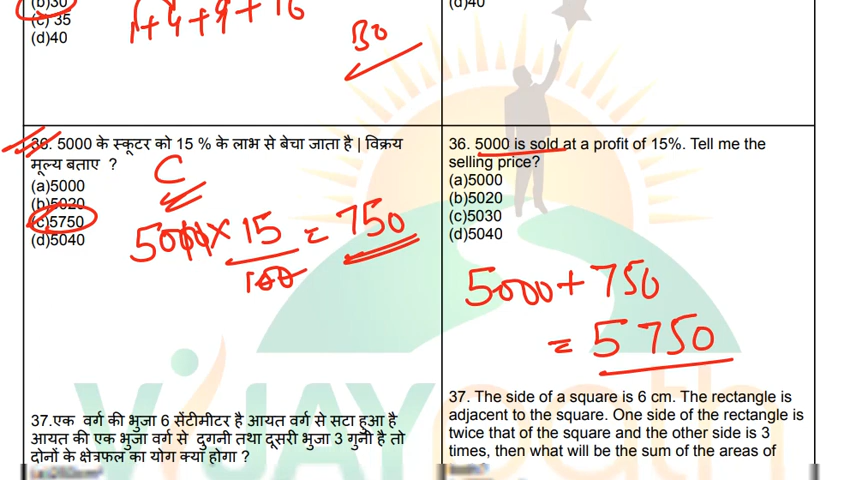 (b)30
(c) 35
(d)40
1+4+9+16
30
(d)40
36. 5000 के स्कूटर को 15 % के लाभ से बेचा जाता है | विक्रय
मूल्य बताए ?
(a)5000
(b)5020
(c)5750
(d)5040
C
5000 × 15 / 100 = 750
36. 5000 is sold at a profit of 15%. Tell me the
selling price?
(a)5000
(b)5020
(c)5030
(d)5040
5000 + 750
= 5750
37.एक वर्ग की भुजा 6 सेंटीमीटर है आयत वर्ग से सटा हुआ है
आयत की एक भुजा वर्ग से दुगनी तथा दूसरी भुजा 3 गुनी है तो
दोनों के क्षेत्रफल का योग क्या होगा ?
37. The side of a square is 6 cm. The rectangle is
adjacent to the square. One side of the rectangle is
twice that of the square and the other side is 3
times, then what will be the sum of the areas of